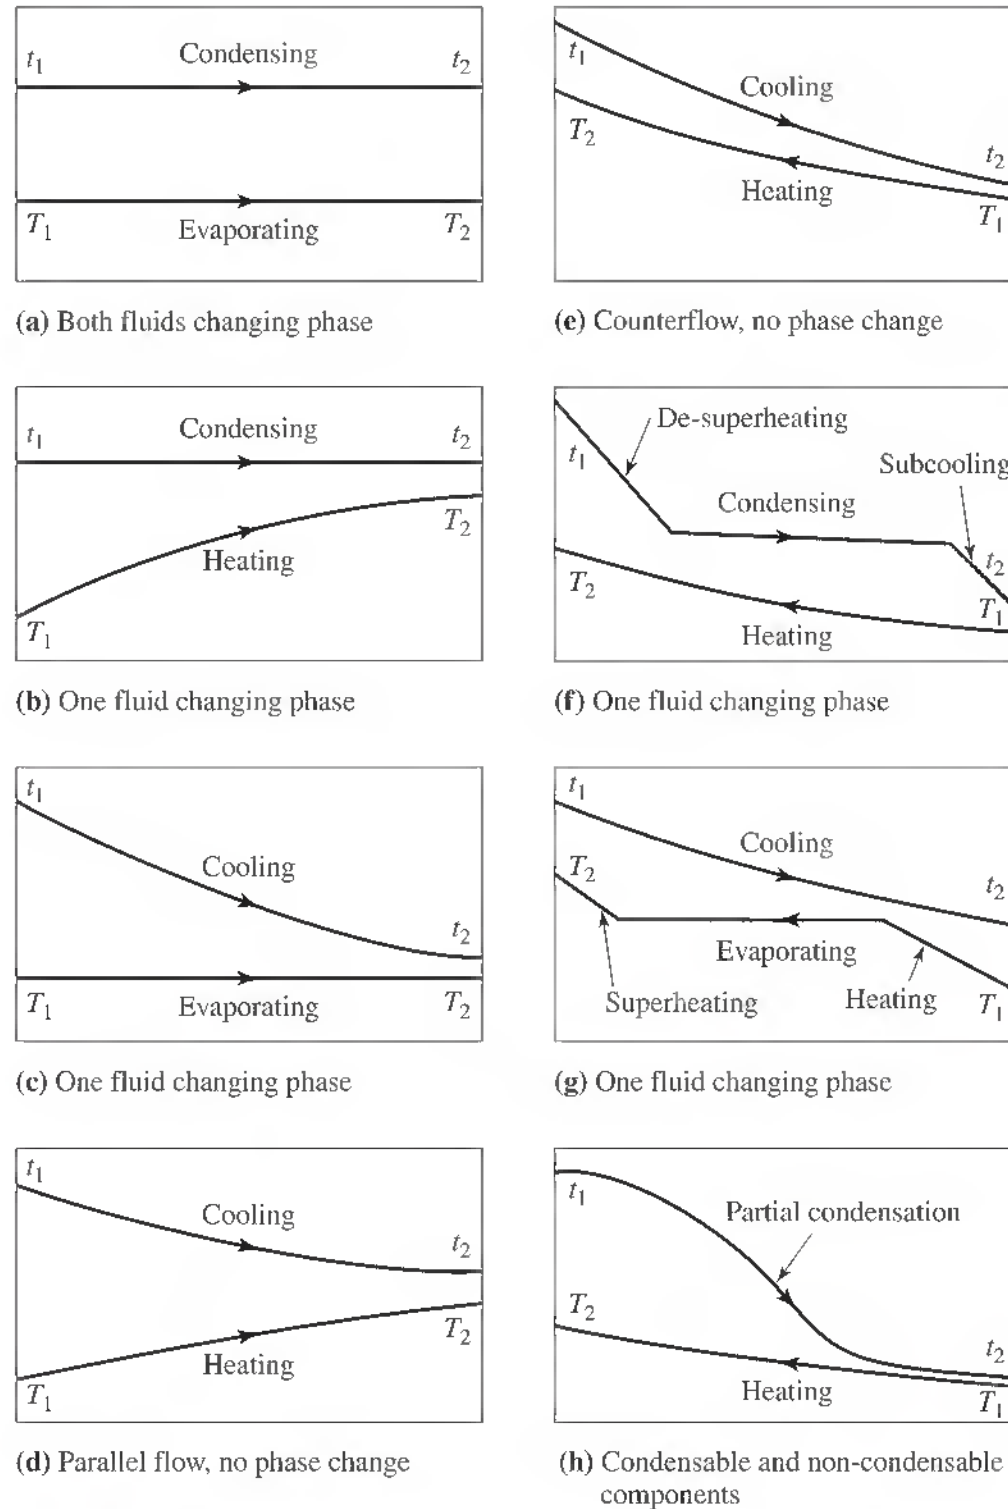 t₁ Condensing t₂
T₁ Evaporating T₂
(a) Both fluids changing phase
t₁ Condensing t₂
Heating T₂
T₁
(b) One fluid changing phase
t₁
Cooling
t₂
T₁ Evaporating T₂
(c) One fluid changing phase
t₁
Cooling
t₂
T₂
Heating
T₁
(d) Parallel flow, no phase change
t₁
Cooling
T₂
t₂
Heating
T₁
(e) Counterflow, no phase change
De-superheating
t₁
Subcooling
Condensing
t₂
T₂
T₁
Heating
(f) One fluid changing phase
t₁
Cooling
T₂
t₂
Evaporating
Superheating
Heating
T₁
(g) One fluid changing phase
t₁
Partial condensation
T₂
t₂
Heating
T₁
(h) Condensable and non-condensable
components